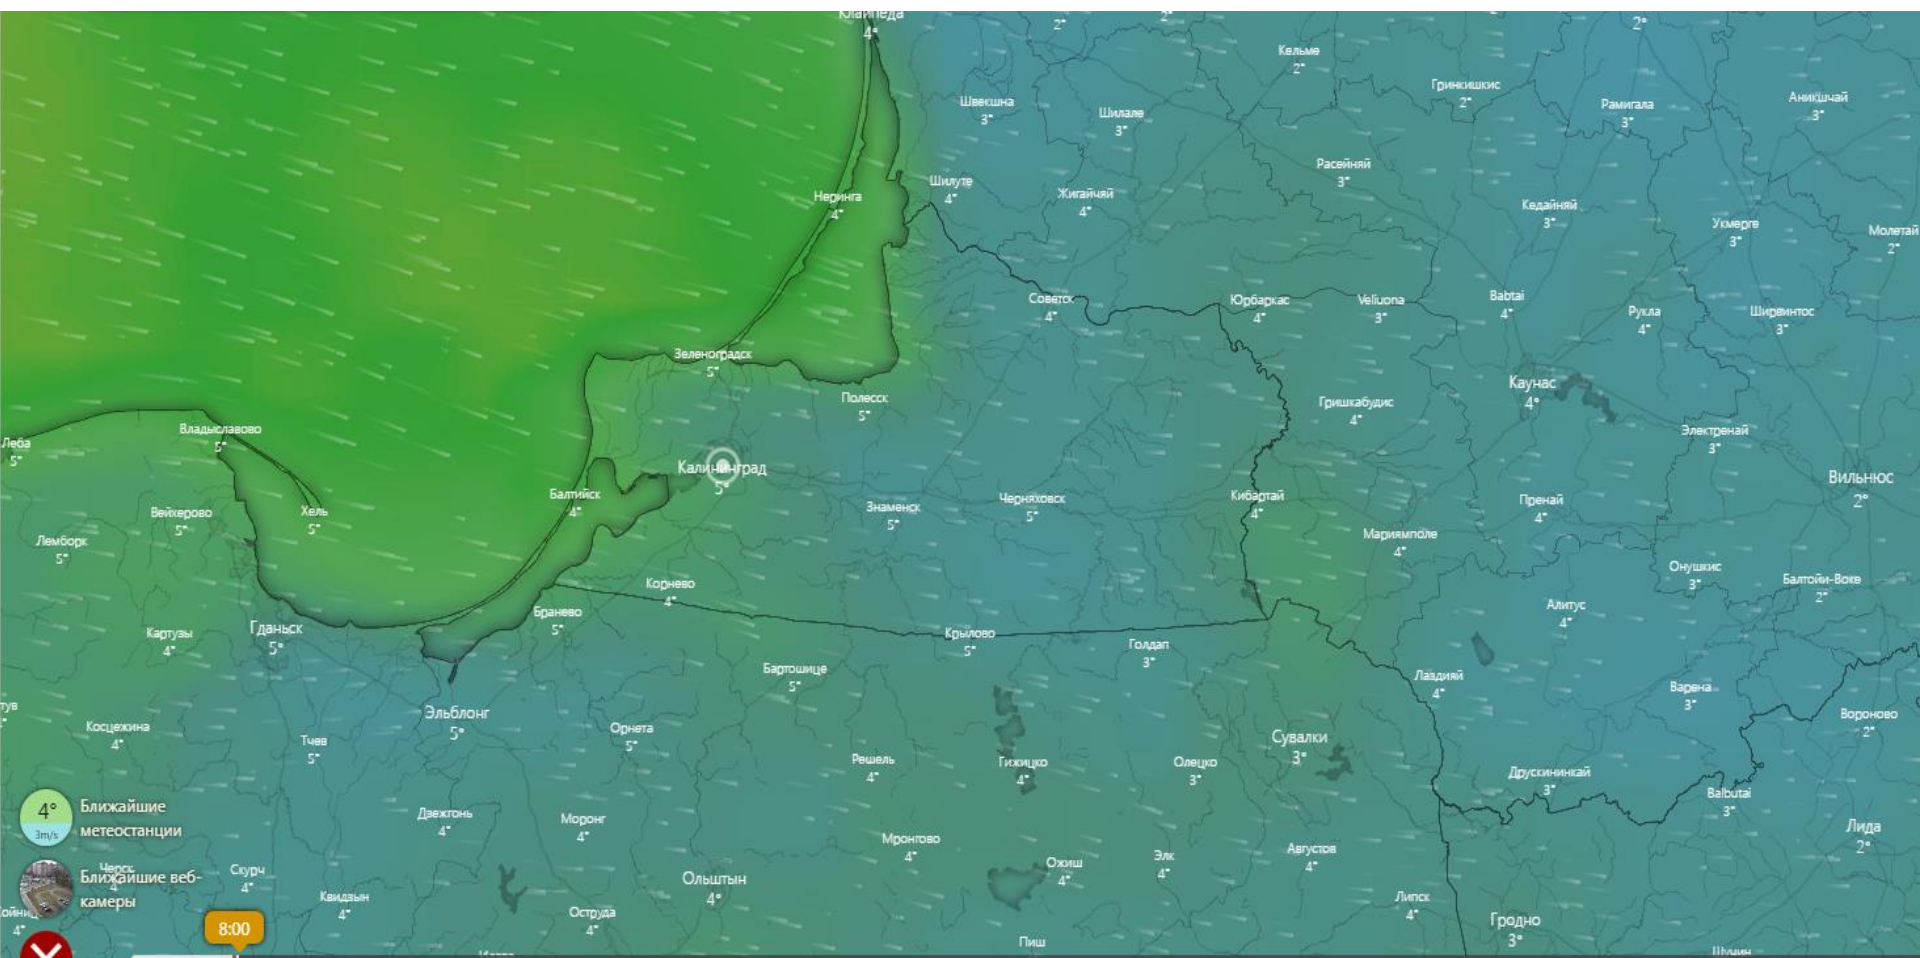 Клайпеда
4°
2°
2°
2°
Кельме
2°
Гринкишкис
2°
Швекшна
3°
Шилале
3°
Рамигала
3°
Аникшчай
3°
Расейняй
3°
Шилуте
4°
Жигайчяй
4°
Неринга
4°
Кедайняй
3°
Укмерге
3°
Молетай
2°
Советск
4°
Юрбаркас
4°
Veliuona
3°
Babtai
4°
Рукла
4°
Ширвинтос
3°
Зеленоградск
5°
Каунас
4°
Полесск
5°
Гришкабудис
4°
Владыславово
5°
Леба
5°
Электренай
3°
Калининград
5°
Вильнюс
2°
Балтийск
4°
Черняховск
5°
Кибартай
4°
Пренай
4°
Знаменск
5°
Хель
5°
Вейхерово
5°
Лемборк
5°
Мариямполе
4°
Онушкис
3°
Балтойи-Воке
2°
Корнево
4°
Бранево
5°
Алитус
4°
Гданьск
5°
Картузы
4°
Крылово
5°
Голдап
3°
Бартошице
5°
Лаздияй
4°
Варена
3°
Эльблонг
5°
Вороново
2°
Косцежина
4°
Тчев
5°
Орнета
5°
Сувалки
3°
Решель
4°
Гижицко
4°
Олецко
3°
Друскининкай
3°
Balbutai
3°
4°
3m/s
Ближайшие
метеостанции
Дзежгонь
4°
Моронг
4°
Лида
2°
Мронгово
4°
Августов
4°
Ожиш
4°
Элк
4°
Черск
4°
Ближайшие веб-
камеры
Скурч
4°
Ольштын
4°
Квидзын
4°
Липск
4°
Оструда
4°
Гродно
3°
4°
8:00
Пиш